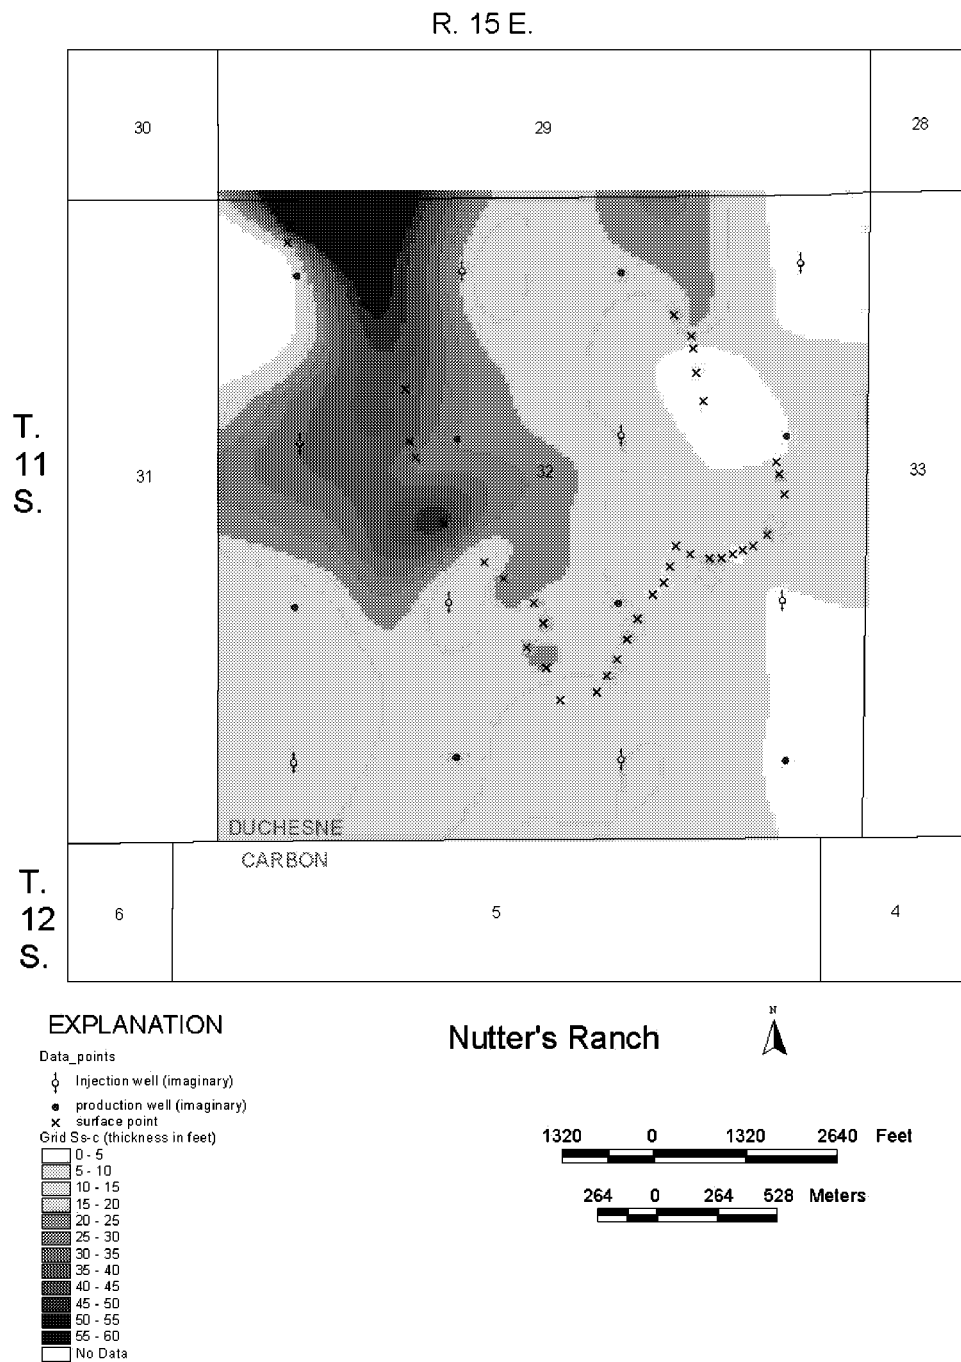 R. 15 E.
30
29
28
T.
11
S.
31
32
33
DUCHESNE
CARBON
T.
12
S.
6
5
4
EXPLANATION
Nutter's Ranch
N
Data_points
Injection well (imaginary)
production well (imaginary)
surface point
Grid Ss-c (thickness in feet)
0 - 5
5 - 10
10 - 15
15 - 20
20 - 25
25 - 30
30 - 35
35 - 40
40 - 45
45 - 50
50 - 55
55 - 60
No Data
1320 0 1320 2640 Feet
264 0 264 528 Meters